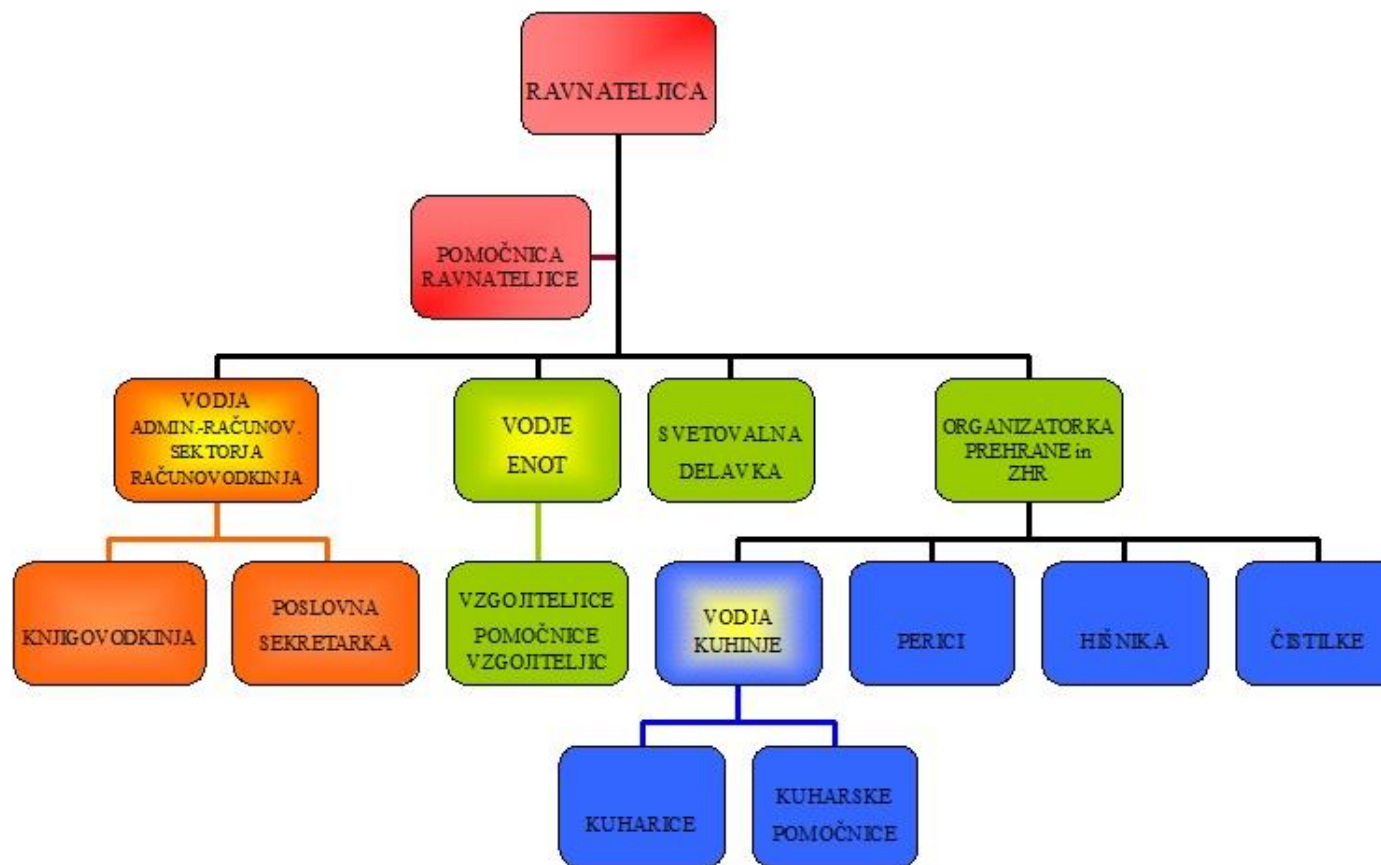 RAVNATELJICA
POMOČNICA
RAVNATELJICE
VODJA
ADMIN.-RAČUNOV.
SEKTORJA
RAČUNOVODKINJA
VODJE
ENOT
SVETOVALNA
DELAVKA
ORGANIZATORKA
PREHRANE in
ZHR
KNJIGOVODKINJA
POSLOVNA
SEKRETARKA
VZGOJITELJICE
POMOČNICE
VZGOJITELJIC
VODJA
KUHINJE
PERICI
HIŠNIKA
ČISTILKE
KUHARICE
KUHARSKE
POMOČNICE